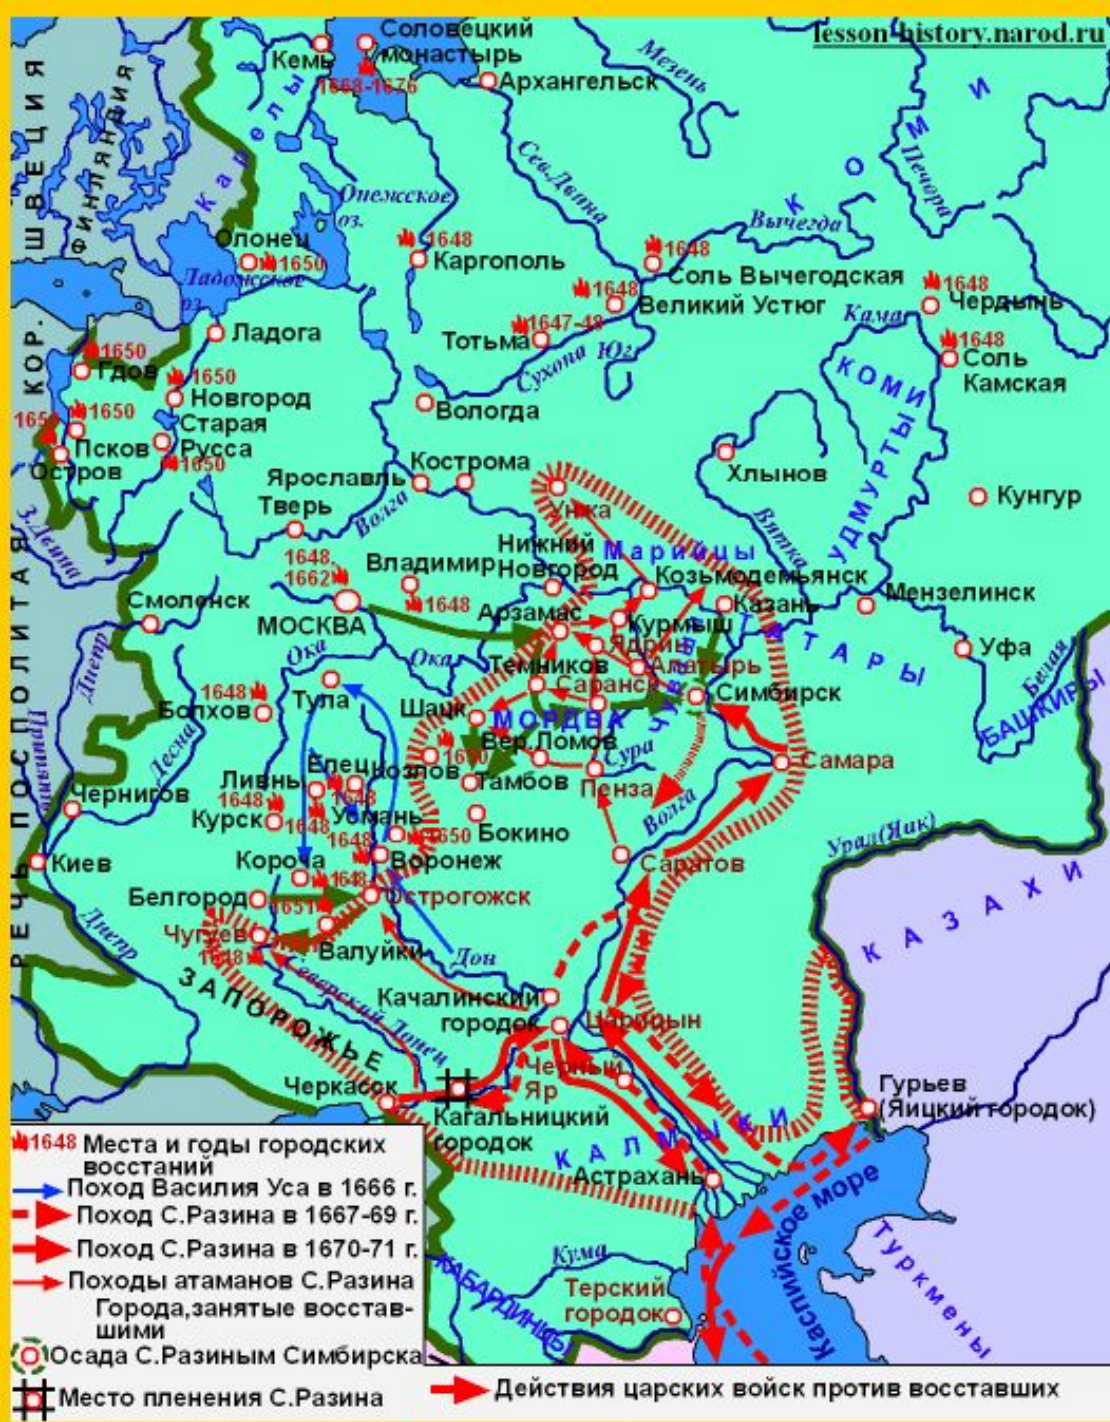 lesson-history.narod.ru
Соловецкий
монастырь
Кемь
1668-1676
Архангельск
Мезень
КОМИ
Печора
ШВЕЦИЯ
ФИНЛЯНДИЯ
Карелы
Сев.Двина
Онежское
оз.
Вычегда
Олонец
1650
Ладожское
оз.
1648
Каргополь
1648
Соль Вычегодская
1648
Великий Устюг
1648
Чердынь
Кама
Ладога
1647-48
Тотьма
Сухона
Юг
1648
Соль
Камская
КОР.
1650
Гдов
1650
Новгород
Вологда
КОМИ
УДМУРТЫ
1650
1650
Псков
Остров
Старая
Русса
1650
Ярославль
Кострома
Хлынов
Кунгур
Тверь
Волга
Унжа
Вятка
З.Двина
1648,
1662
Владимир
1648
Нижний
Новгород
Марийцы
Козьмодемьянск
Казань
Мензелинск
Смоленск
МОСКВА
Арзамас
Курмыш
Ядрин
ТАТАРЫ
Уфа
Белая
БАШКИРЫ
Днепр
Ока
Ока
Темников
Алатырь
Саранск
Симбирск
1648
Болхов
Тула
Шацк
МОРДВА
РЕЧЬ ПОСПОЛИТАЯ
Десна
Вер.Ломов
Сура
Самара
Елец
Козлов
Ливны
1648
Тамбов
Пенза
Чернигов
1648
Курск
1648
Усмань
1650
Бокино
Волга
Урал(Яик)
Киев
Короча
1648
Воронеж
Саратов
1648
Белгород
1651
Острогожск
КАЗАХИ
Днепр
Чугуев
1648
Валуйки
Дон
ЗАПОРОЖЬЕ
Северский Донец
Качалинский
городок
Царицын
Черный
Яр
Черкасск
Кагальницкий
городок
Гурьев
(Яицкий городок)
КАЛМЫКИ
Астрахань
Каспийское море
Туркмены
Кума
КАБАРДИНЦЫ
Терский
городок
1648 Места и годы городских
восстаний
Поход Василия Уса в 1666 г.
Поход С.Разина в 1667-69 г.
Поход С.Разина в 1670-71 г.
Походы атаманов С.Разина
Города,занятые восстав-
шими
Осада С.Разиным Симбирска
Место пленения С.Разина
Действия царских войск против восставших